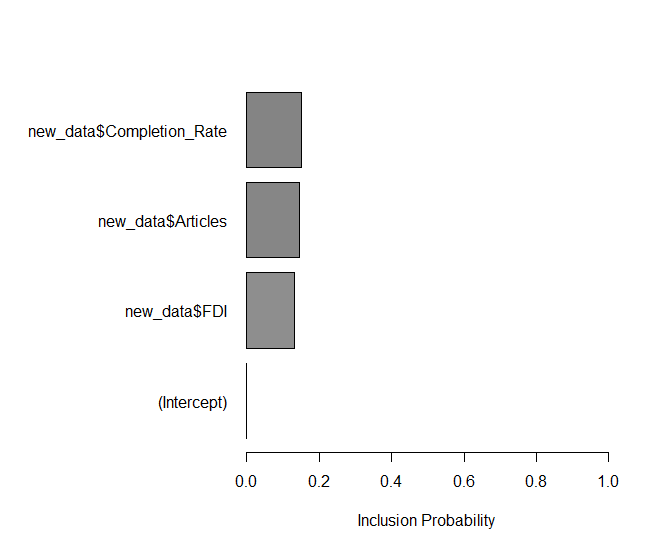 new_data$Completion_Rate
new_data$Articles
new_data$FDI
(Intercept)
0.0 0.2 0.4 0.6 0.8 1.0
Inclusion Probability